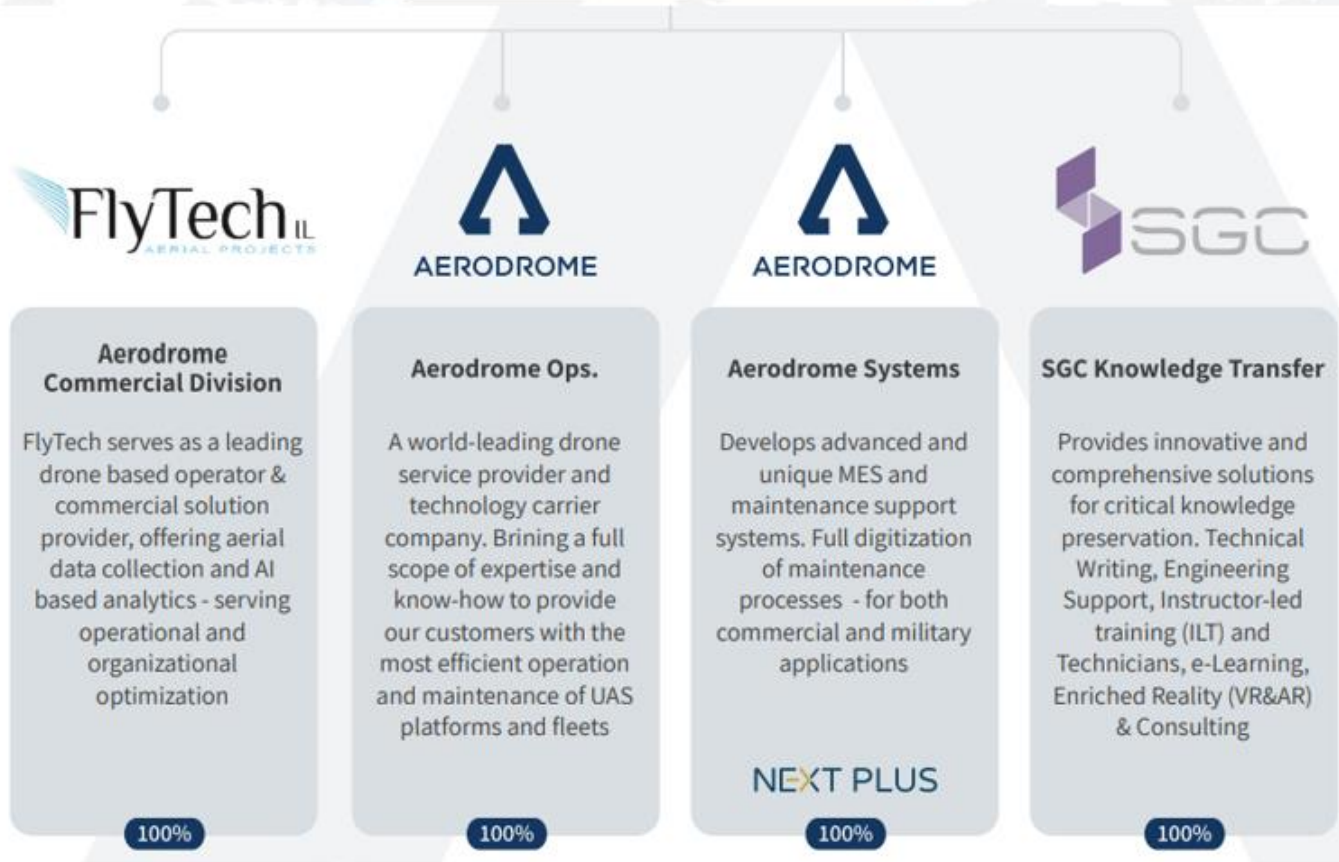 FlyTech IL
AERIAL PROJECTS
Aerodrome
Commercial Division
FlyTech serves as a leading
drone based operator &
commercial solution
provider, offering aerial
data collection and AI
based analytics - serving
operational and
organizational
optimization
100%
AERODROME
Aerodrome Ops.
A world-leading drone
service provider and
technology carrier
company. Brining a full
scope of expertise and
know-how to provide
our customers with the
most efficient operation
and maintenance of UAS
platforms and fleets
100%
AERODROME
Aerodrome Systems
Develops advanced and
unique MES and
maintenance support
systems. Full digitization
of maintenance
processes - for both
commercial and military
applications
NEXT PLUS
100%
SGC
SGC Knowledge Transfer
Provides innovative and
comprehensive solutions
for critical knowledge
preservation. Technical
Writing, Engineering
Support, Instructor-led
training (ILT) and
Technicians, e-Learning,
Enriched Reality (VR&AR)
& Consulting
100%